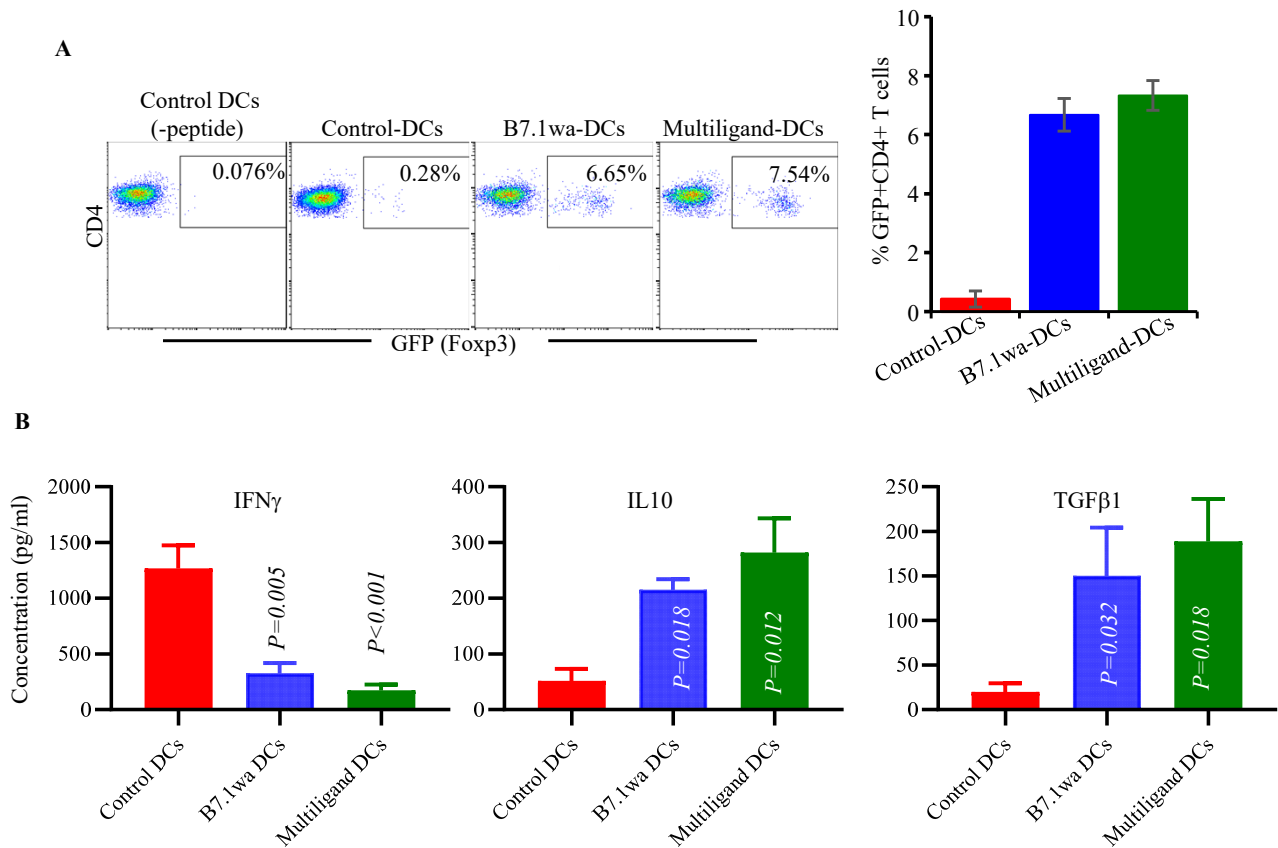 A
Control DCs
(-peptide)
Control-DCs
B7.1wa-DCs
Multiligand-DCs
0.076%
0.28%
6.65%
7.54%
CD4
GFP (Foxp3)
% GFP+CD4+ T cells
10
8
6
4
2
0
Control-DCs
B7.1wa-DCs
Multiligand-DCs
B
Concentration (pg/ml)
IFNγ
2000
1500
1000
500
0
P=0.005
P<0.001
Control DCs
B7.1wa DCs
Multiligand DCs
IL10
400
300
200
100
0
P=0.018
P=0.012
Control DCs
B7.1wa DCs
Multiligand DCs
TGFβ1
250
200
150
100
50
0
P=0.032
P=0.018
Control DCs
B7.1wa DCs
Multiligand DCs